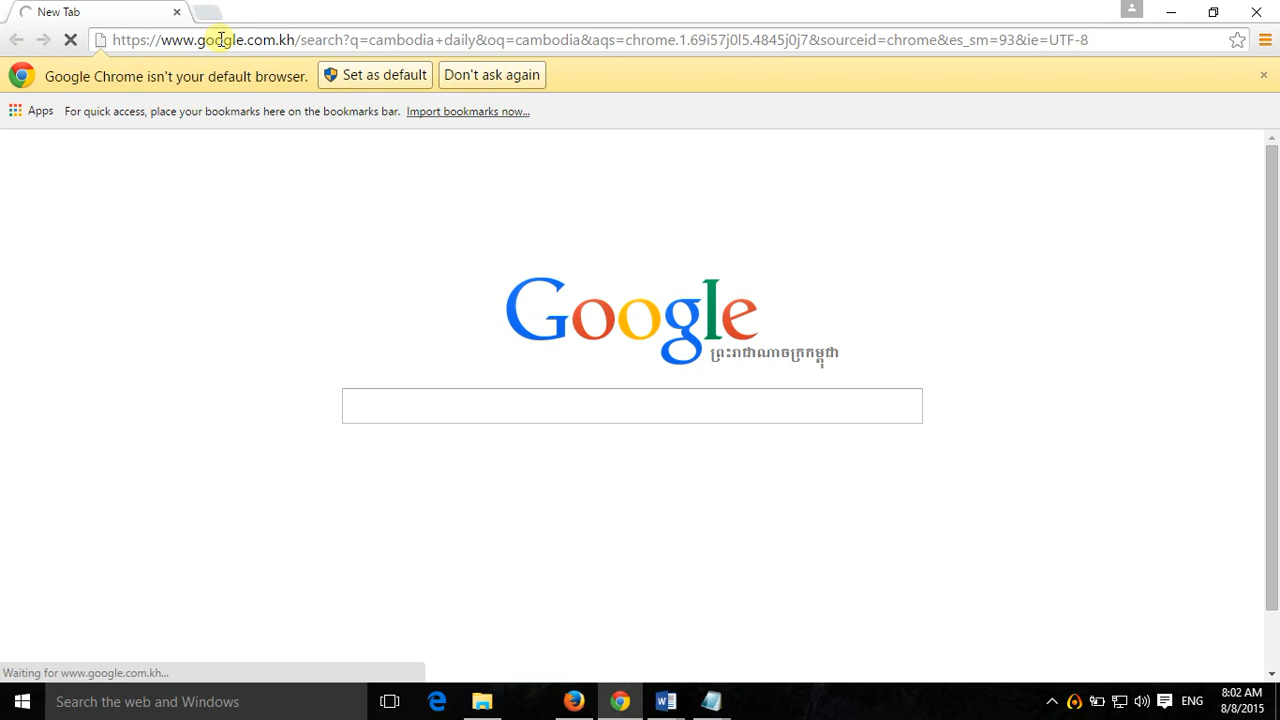 New Tab
https://www.google.com.kh/search?q=cambodia+daily&oq=cambodia&aqs=chrome.1.69i57j0l5.4845j0j7&sourceid=chrome&es_sm=93&ie=UTF-8
Google Chrome isn't your default browser. Set as default Don't ask again
Apps For quick access, place your bookmarks here on the bookmarks bar. Import bookmarks now...
Google
ព្រះរាជាណាចក្រកម្ពុជា
Waiting for www.google.com.kh...
Search the web and Windows
ENG
8:02 AM
8/8/2015